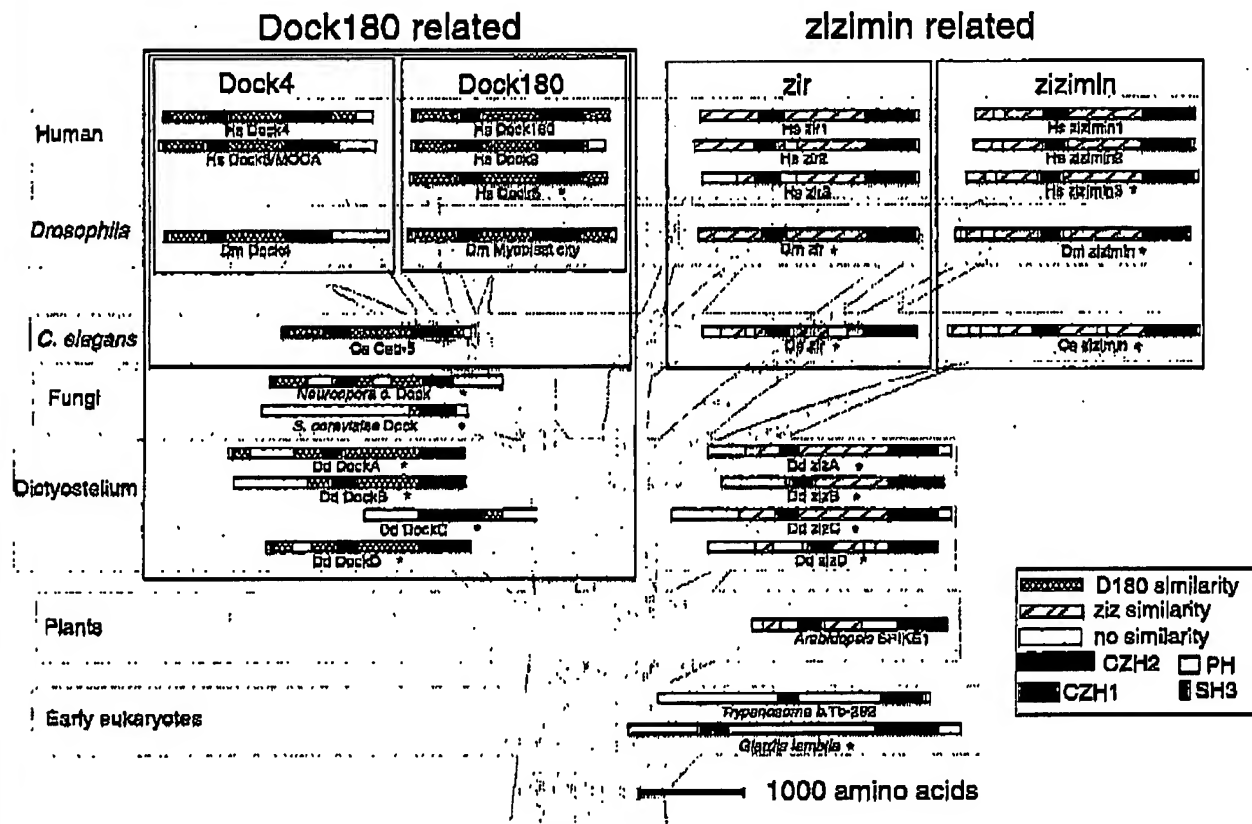 Dock180 related
zizimin related
Dock4
Dock180
zir
zizimin
Human
Hs Dock4
Hs Dock180
Hs zir1
Hs zizimin1
Hs Dock3/MOCA
Hs Dock2
Hs zir2
Hs zizimin2
Hs Dock5 *
Hs zir3
Hs zizimin3 *
Drosophila
Dm Dock4
Dm Myoblast city
Dm zir *
Dm zizimin *
C. elegans
Ce Ced-5
Ce zir *
Ce zizimin *
Fungi
Neurospora c. Dock *
S. cerevisiae Dock *
Dictyostelium
Dd DockA *
Dd zizA *
Dd DockB *
Dd zizB *
Dd DockC *
Dd zizC *
Dd DockD *
Dd zizD *
Plants
Arabidopsis SPIKE1
Early eukaryotes
Trypanosoma b.
Giardia lamblia *
1000 amino acids
D180 similarity
ziz similarity
no similarity
CZH2
PH
CZH1
SH3